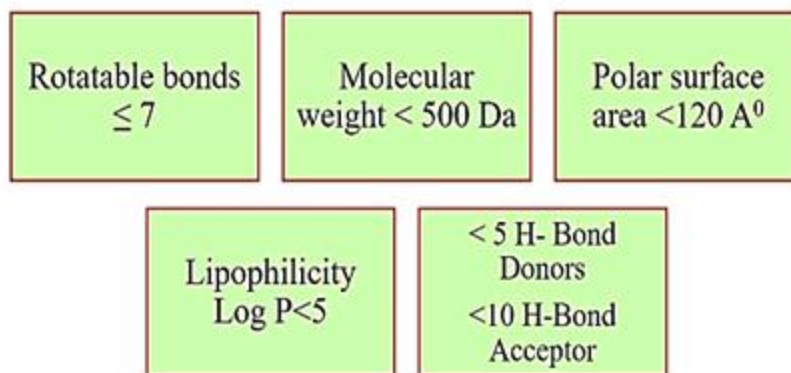 Rotatable bonds
≤ 7
Molecular
weight < 500 Da
Polar surface
area <120 A⁰
Lipophilicity
Log P<5
< 5 H- Bond
Donors
<10 H-Bond
Acceptor